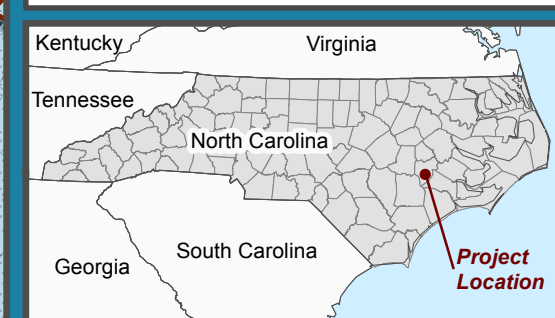 Kentucky
Virginia
Tennessee
North Carolina
South Carolina
Georgia
Project
Location